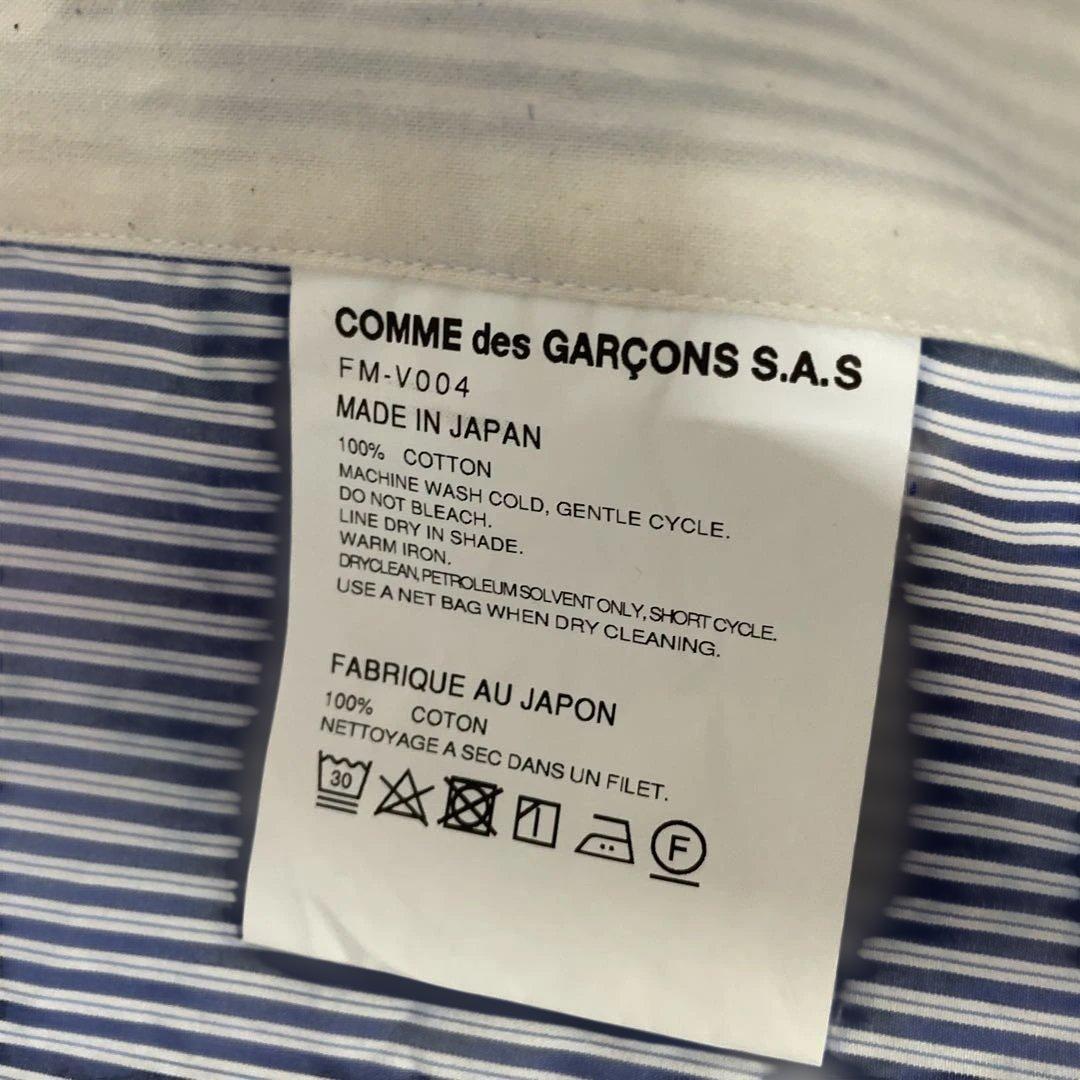 COMME des GARÇONS S.A.S
FM-V004
MADE IN JAPAN
100% COTTON
MACHINE WASH COLD, GENTLE CYCLE.
DO NOT BLEACH.
LINE DRY IN SHADE.
WARM IRON.
DRYCLEAN, PETROLEUM SOLVENT ONLY, SHORT CYCLE.
USE A NET BAG WHEN DRY CLEANING.
FABRIQUE AU JAPON
100% COTON
NETTOYAGE A SEC DANS UN FILET.
30 F